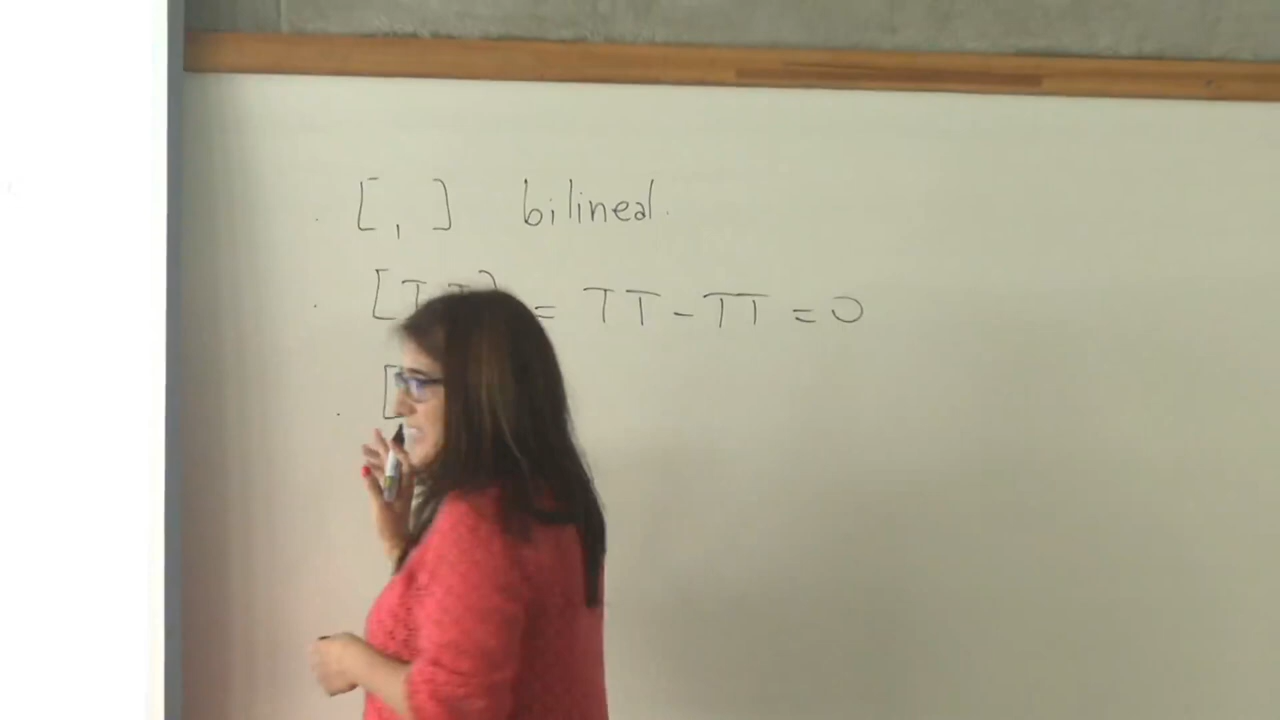 [ , ] bilineal.
[T,T] = TT - TT = 0
[